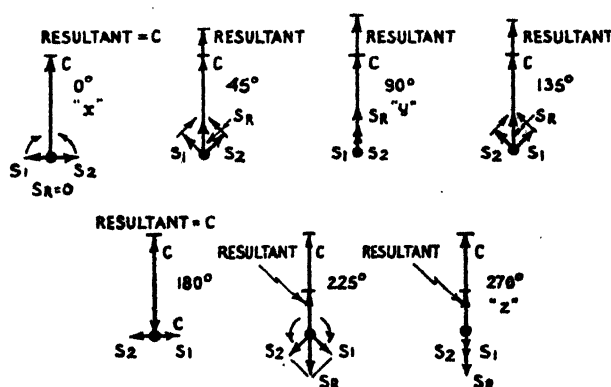 RESULTANT = C
C
0°
"x"
S1 S2
SR=0
RESULTANT
C
45°
SR
S1 S2
RESULTANT
C
90°
SR "y"
S1 S2
RESULTANT
C
135°
SR
S2 S1
RESULTANT = C
C
180°
C
S2 S1
RESULTANT
C
225°
S2 S1
SR
RESULTANT
C
270°
"z"
S2 S1
SR